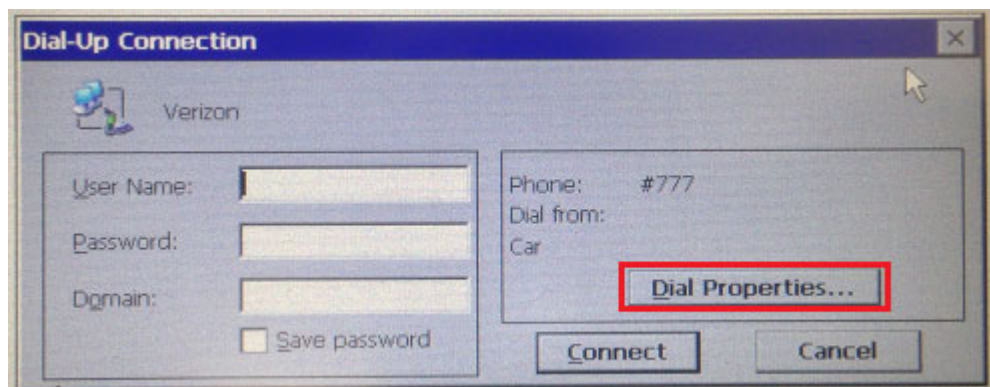 Dial-Up Connection
Verizon
User Name:
Password:
Domain:
Save password
Phone: #777
Dial from:
Car
Dial Properties...
Connect
Cancel